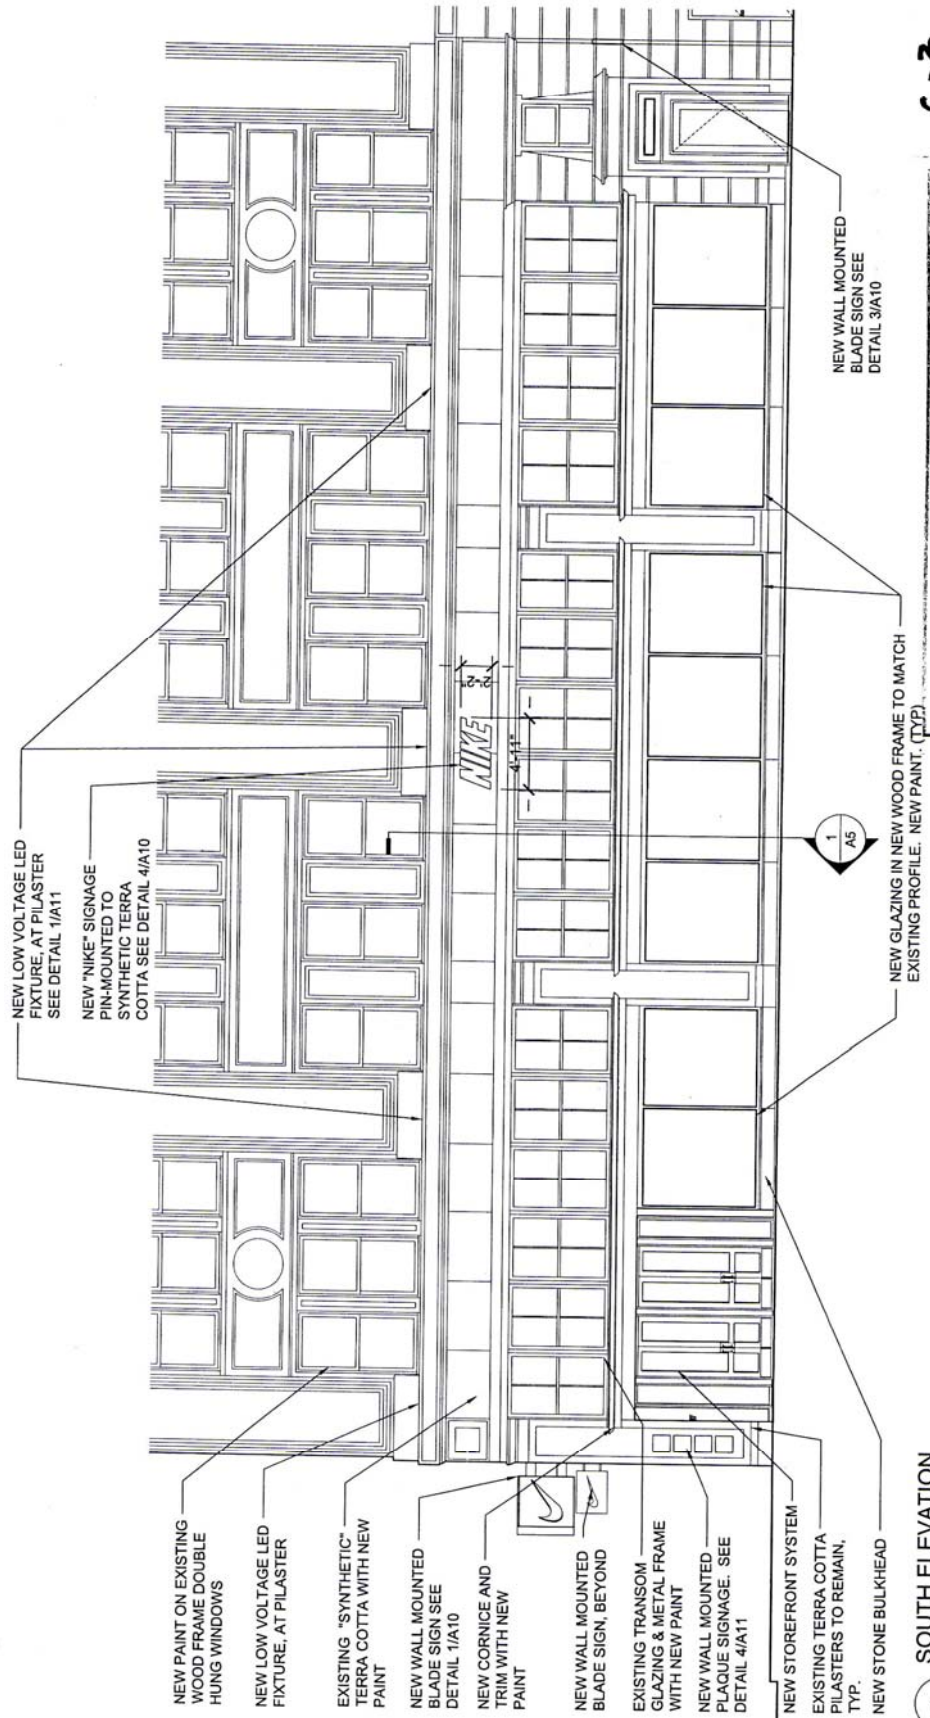 NEW LOW VOLTAGE LED
FIXTURE, AT PILASTER
SEE DETAIL 1/A11
NEW "NIKE" SIGNAGE
PIN-MOUNTED TO
SYNTHETIC TERRA
COTTA SEE DETAIL 4/A10
NEW PAINT ON EXISTING
WOOD FRAME DOUBLE
HUNG WINDOWS
NEW LOW VOLTAGE LED
FIXTURE, AT PILASTER
EXISTING "SYNTHETIC"
TERRA COTTA WITH NEW
PAINT
NEW WALL MOUNTED
BLADE SIGN SEE
DETAIL 1/A10
NEW CORNICE AND
TRIM WITH NEW
PAINT
NEW WALL MOUNTED
BLADE SIGN, BEYOND
EXISTING TRANSOM
GLAZING & METAL FRAME
WITH NEW PAINT
NEW WALL MOUNTED
PLAQUE SIGNAGE. SEE
DETAIL 4/A11
NEW STOREFRONT SYSTEM
EXISTING TERRA COTTA
PILASTERS TO REMAIN,
TYP.
NEW STONE BULKHEAD
NIKE
2'-2"
4'-11"
1
A5
NEW WALL MOUNTED
BLADE SIGN SEE
DETAIL 3/A10
NEW GLAZING IN NEW WOOD FRAME TO MATCH
EXISTING PROFILE. NEW PAINT. (TYP)
SOUTH ELEVATION